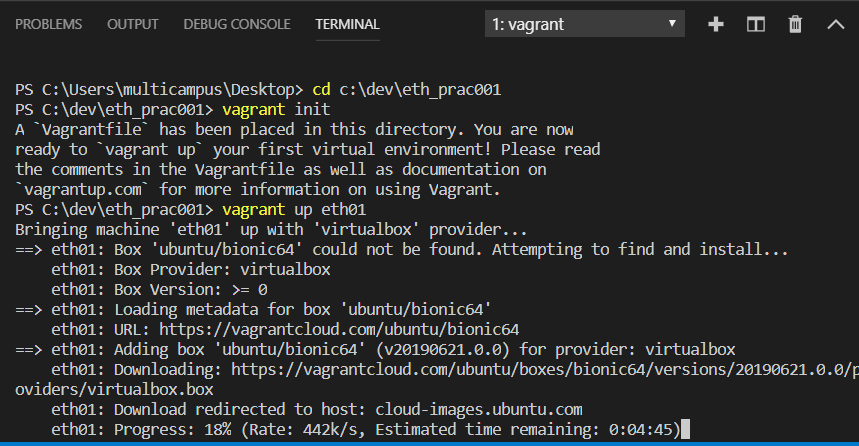 PROBLEMS OUTPUT DEBUG CONSOLE TERMINAL 1: vagrant
PS C:\Users\multicampus\Desktop> cd c:\dev\eth_prac001
PS C:\dev\eth_prac001> vagrant init
A `Vagrantfile` has been placed in this directory. You are now
ready to `vagrant up` your first virtual environment! Please read
the comments in the Vagrantfile as well as documentation on
`vagrantup.com` for more information on using Vagrant.
PS C:\dev\eth_prac001> vagrant up eth01
Bringing machine 'eth01' up with 'virtualbox' provider...
==> eth01: Box 'ubuntu/bionic64' could not be found. Attempting to find and install...
eth01: Box Provider: virtualbox
eth01: Box Version: >= 0
==> eth01: Loading metadata for box 'ubuntu/bionic64'
eth01: URL: https://vagrantcloud.com/ubuntu/bionic64
==> eth01: Adding box 'ubuntu/bionic64' (v20190621.0.0) for provider: virtualbox
eth01: Downloading: https://vagrantcloud.com/ubuntu/boxes/bionic64/versions/20190621.0.0/p
oviders/virtualbox.box
eth01: Download redirected to host: cloud-images.ubuntu.com
eth01: Progress: 18% (Rate: 442k/s, Estimated time remaining: 0:04:45)